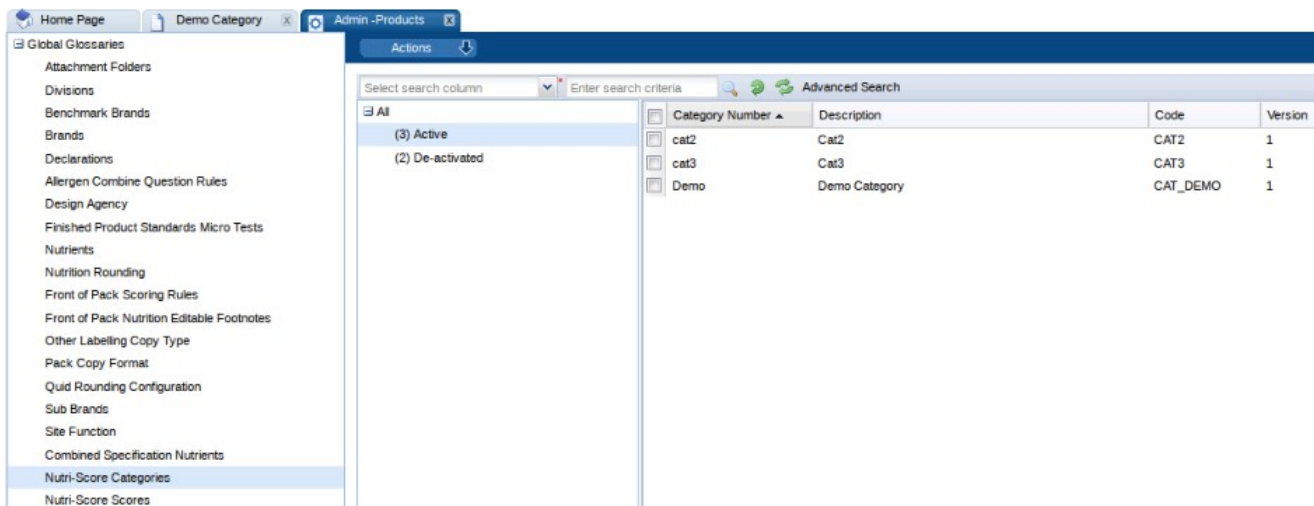 Home Page Demo Category X Admin -Products X
Global Glossaries
Attachment Folders
Divisions
Benchmark Brands
Brands
Declarations
Allergen Combine Question Rules
Design Agency
Finished Product Standards Micro Tests
Nutrients
Nutrition Rounding
Front of Pack Scoring Rules
Front of Pack Nutrition Editable Footnotes
Other Labelling Copy Type
Pack Copy Format
Quid Rounding Configuration
Sub Brands
Site Function
Combined Specification Nutrients
Nutri-Score Categories
Nutri-Score Scores
Actions
Select search column * Enter search criteria Advanced Search
All
(3) Active
(2) De-activated
Category Number Description Code Version
cat2 Cat2 CAT2 1
cat3 Cat3 CAT3 1
Demo Demo Category CAT_DEMO 1